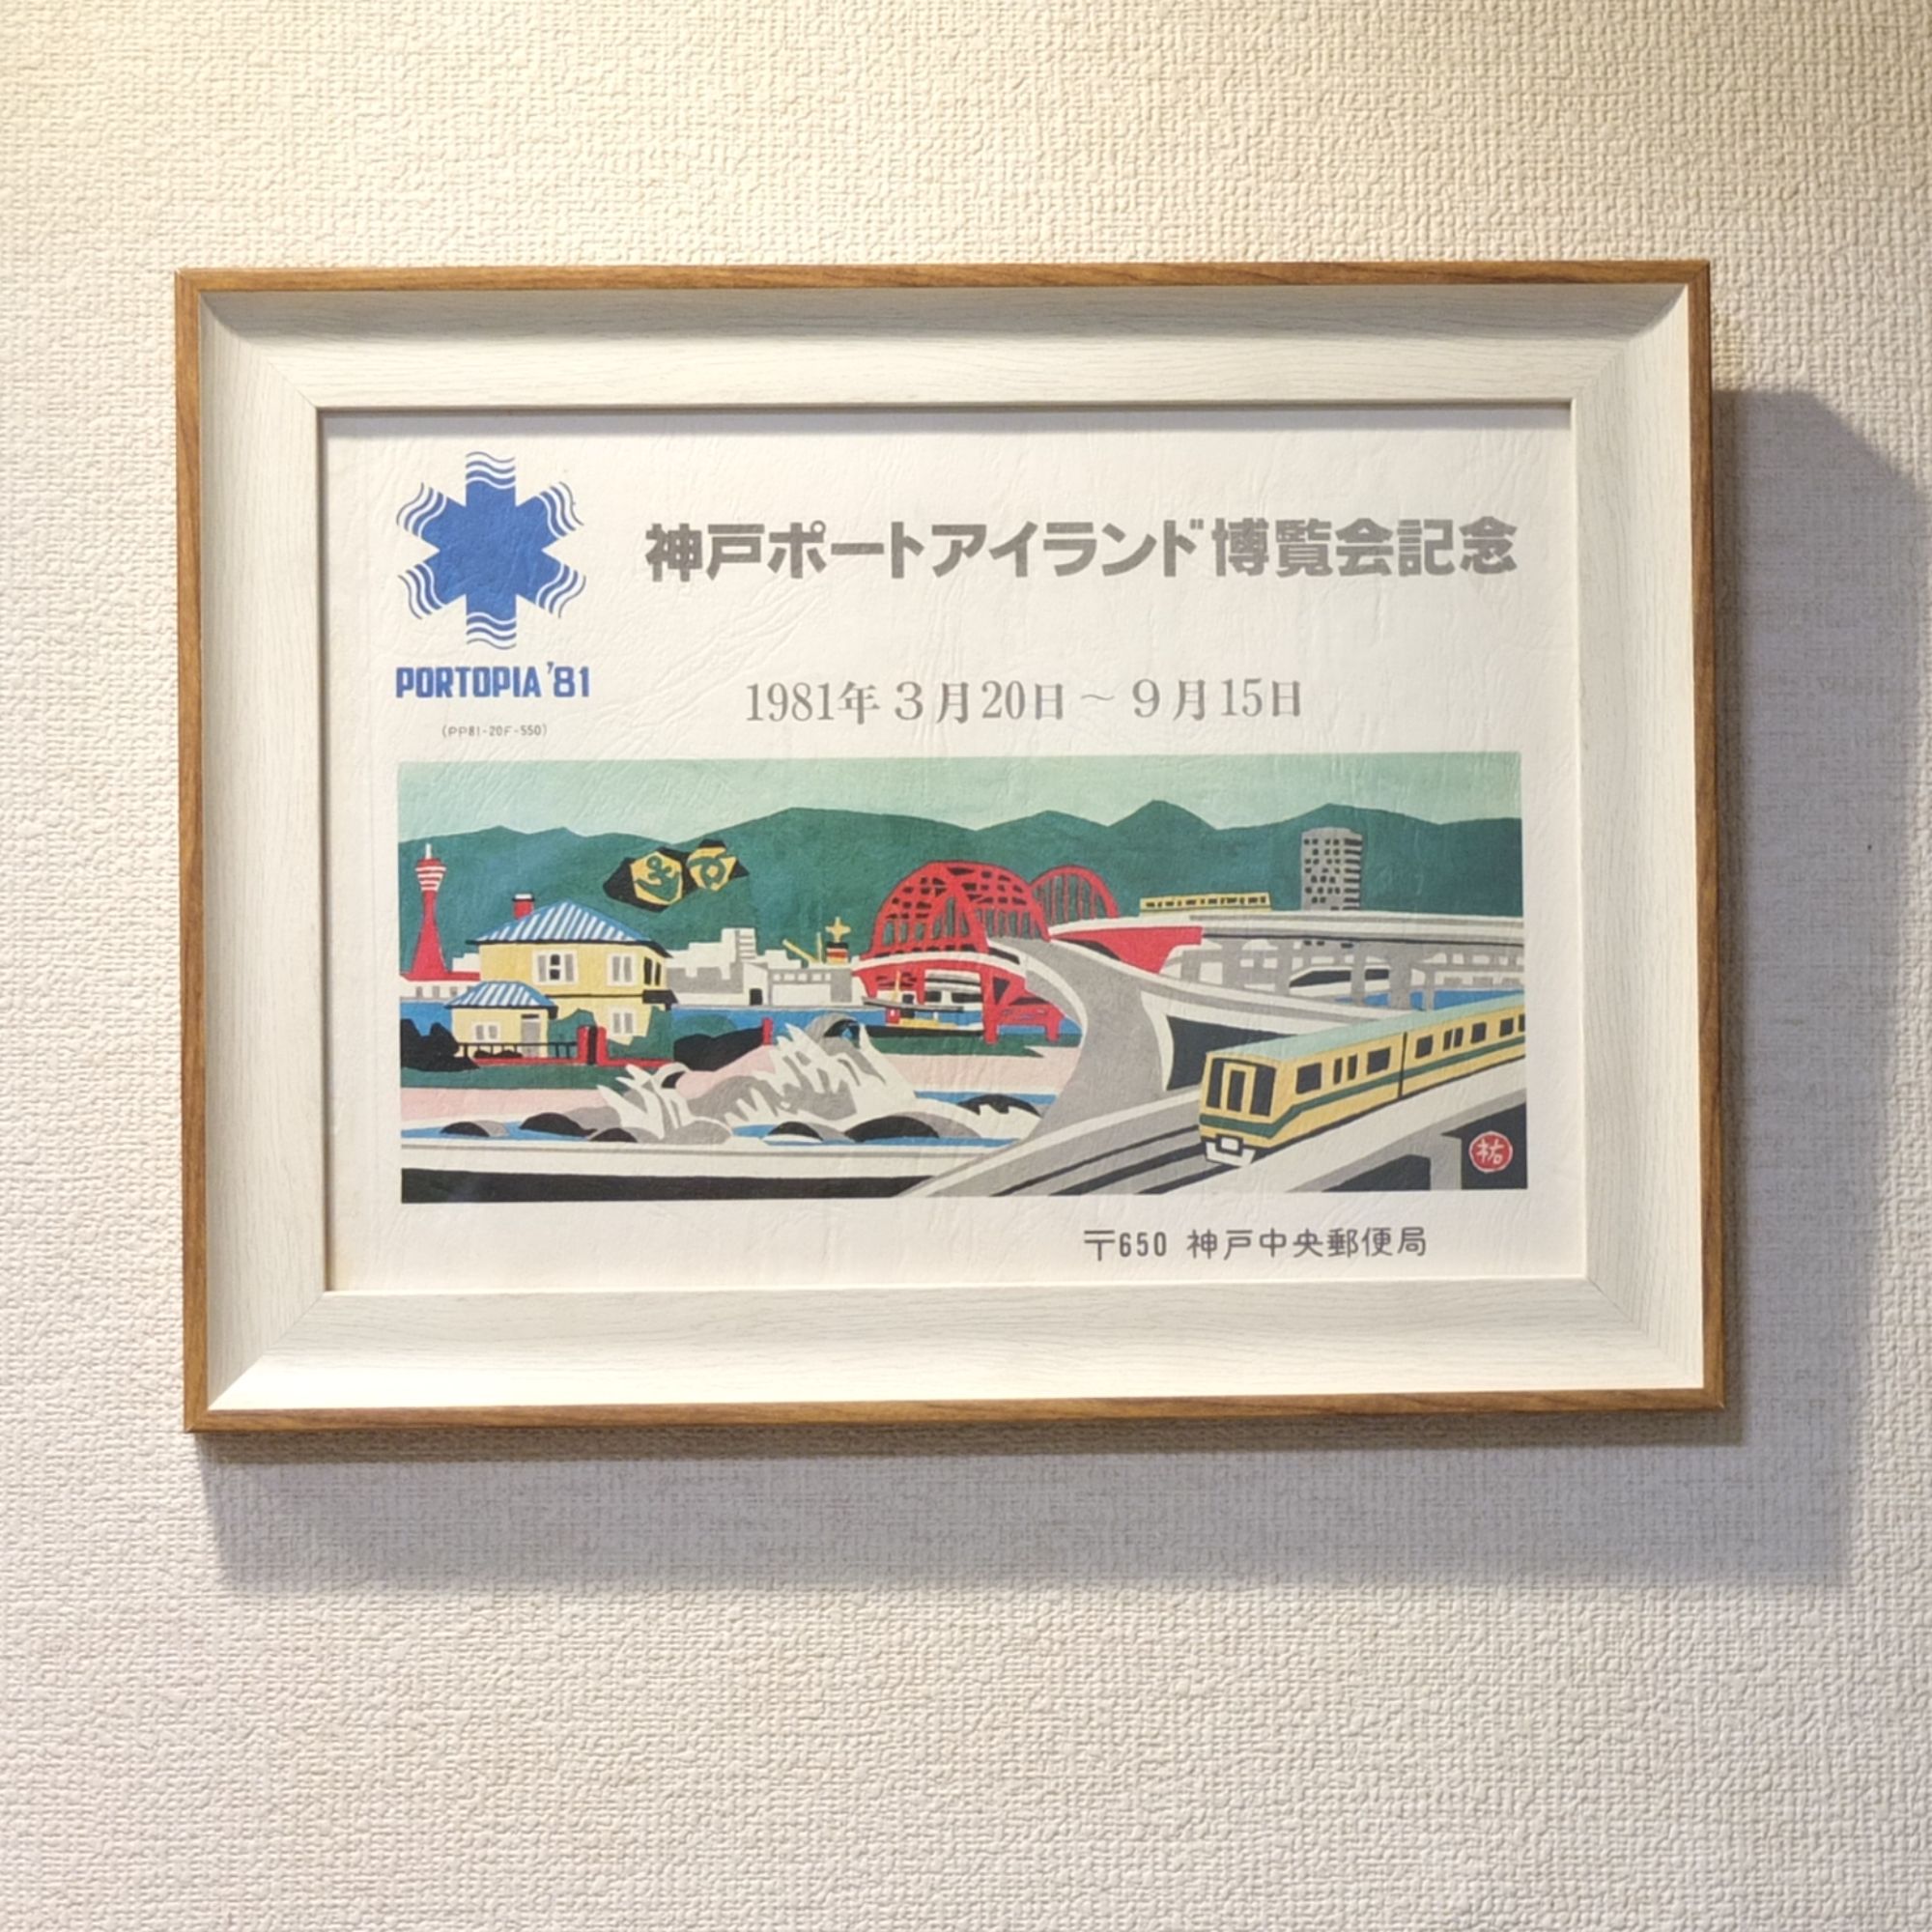 神戸ポートアイランド博覧会記念
PORTOPIA '81
(PP81-20F-550)
1981年3月20日～9月15日
祐
〒650 神戸中央郵便局